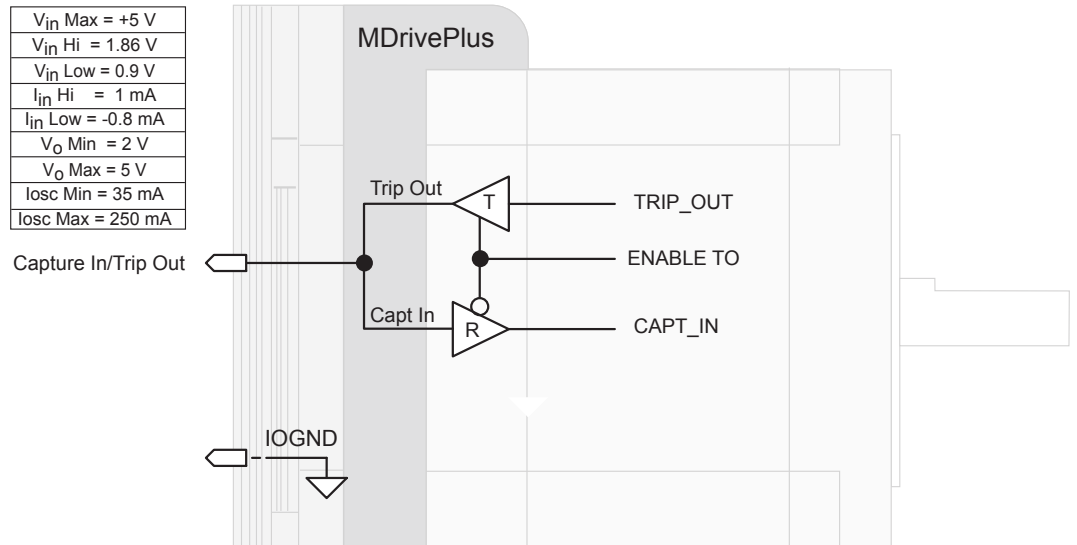 Vin Max = +5 V
Vin Hi = 1.86 V
Vin Low = 0.9 V
Iin Hi = 1 mA
Iin Low = -0.8 mA
Vo Min = 2 V
Vo Max = 5 V
Iosc Min = 35 mA
Iosc Max = 250 mA
MDrivePlus
Trip Out
T
TRIP_OUT
Capture In/Trip Out
ENABLE TO
Capt In
R
CAPT_IN
IOGND